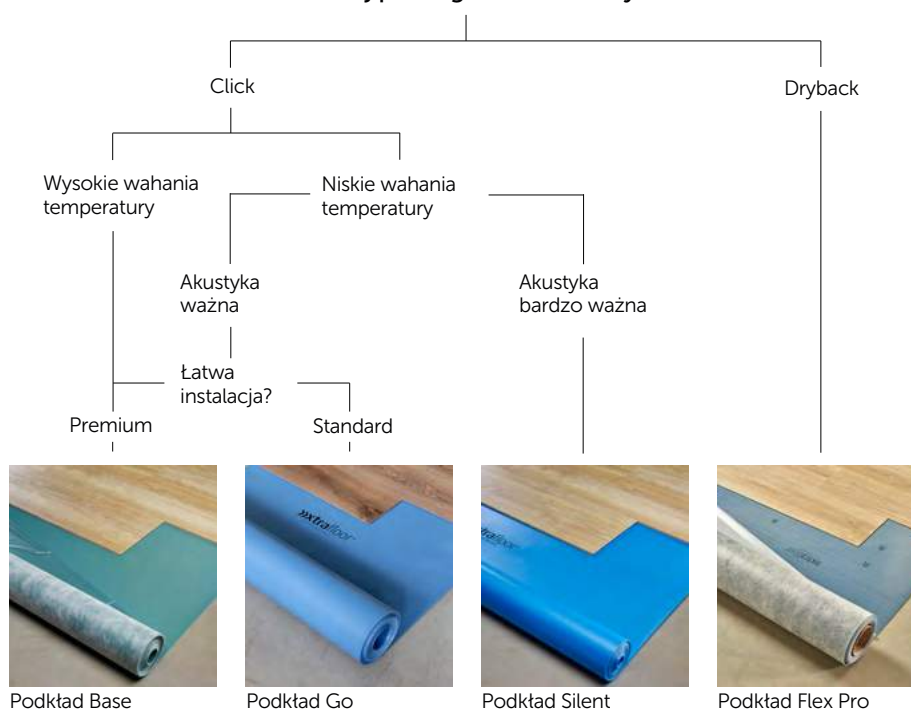 Click
Dryback
Wysokie wahania
temperatury
Niskie wahania
temperatury
Akustyka
ważna
Akustyka
bardzo ważna
Łatwa
instalacja?
Premium
Standard
»xtrafloor
xtrafloor
Podkład Base
Podkład Go
Podkład Silent
Podkład Flex Pro